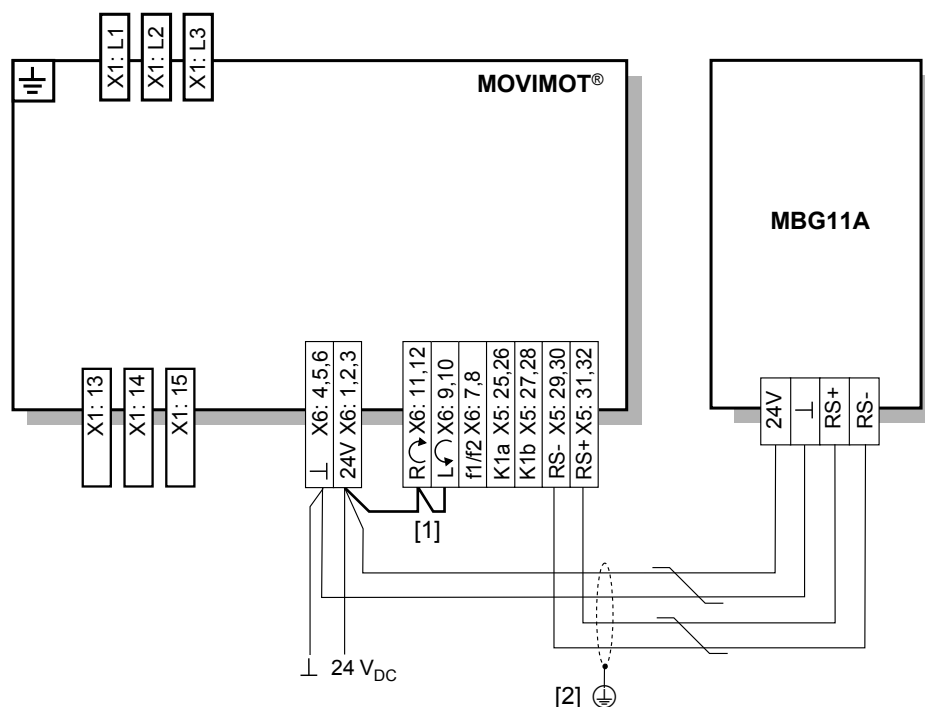 X1: L1
X1: L2
X1: L3
MOVIMOT®
MBG11A
X1: 13
X1: 14
X1: 15
⊥ X6: 4,5,6
24V X6: 1,2,3
R X6: 11,12
L X6: 9,10
f1/f2 X6: 7,8
K1a X5: 25,26
K1b X5: 27,28
RS- X5: 29,30
RS+ X5: 31,32
24V
⊥
RS+
RS-
[1]
⊥ 24 VDC
[2]